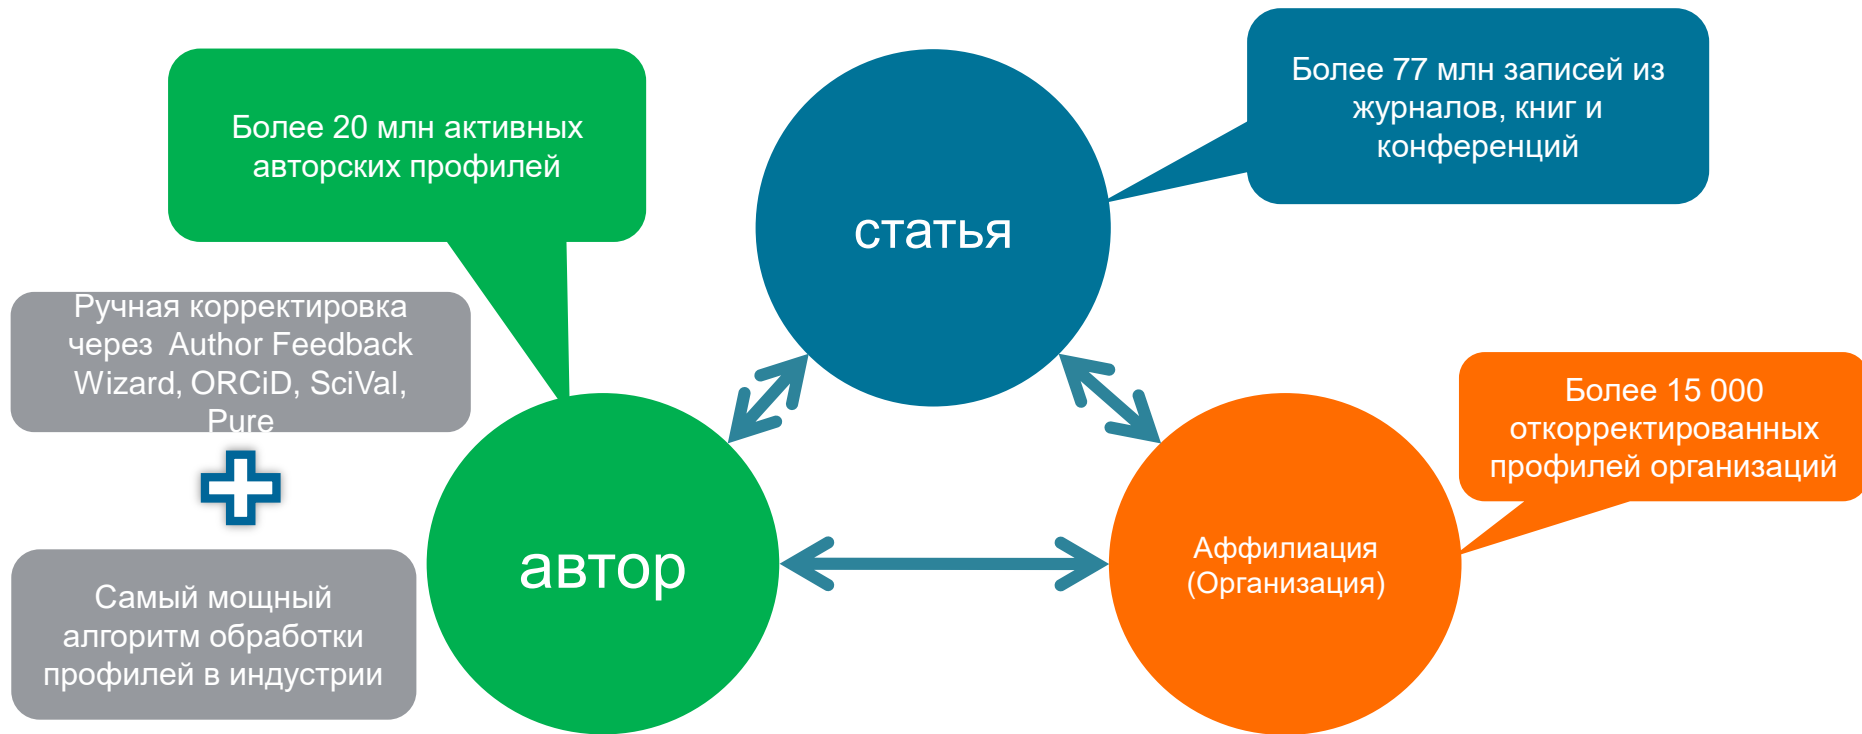 Более 20 млн активных
авторских профилей
Более 77 млн записей из
журналов, книг и
конференций
статья
Ручная корректировка
через Author Feedback
Wizard, ORCiD, SciVal,
Pure
Более 15 000
откорректированных
профилей организаций
автор
Аффилиация
(Организация)
Самый мощный
алгоритм обработки
профилей в индустрии